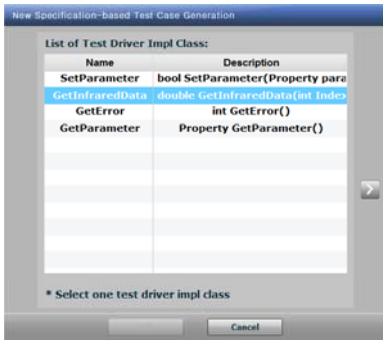 New Specification-based Test Case Generation
List of Test Driver Impl Class:
Name Description
SetParameter bool SetParameter(Property para
GetInfraredData double GetInfraredData(int Index
GetError int GetError()
GetParameter Property GetParameter()
* Select one test driver impl class
Cancel